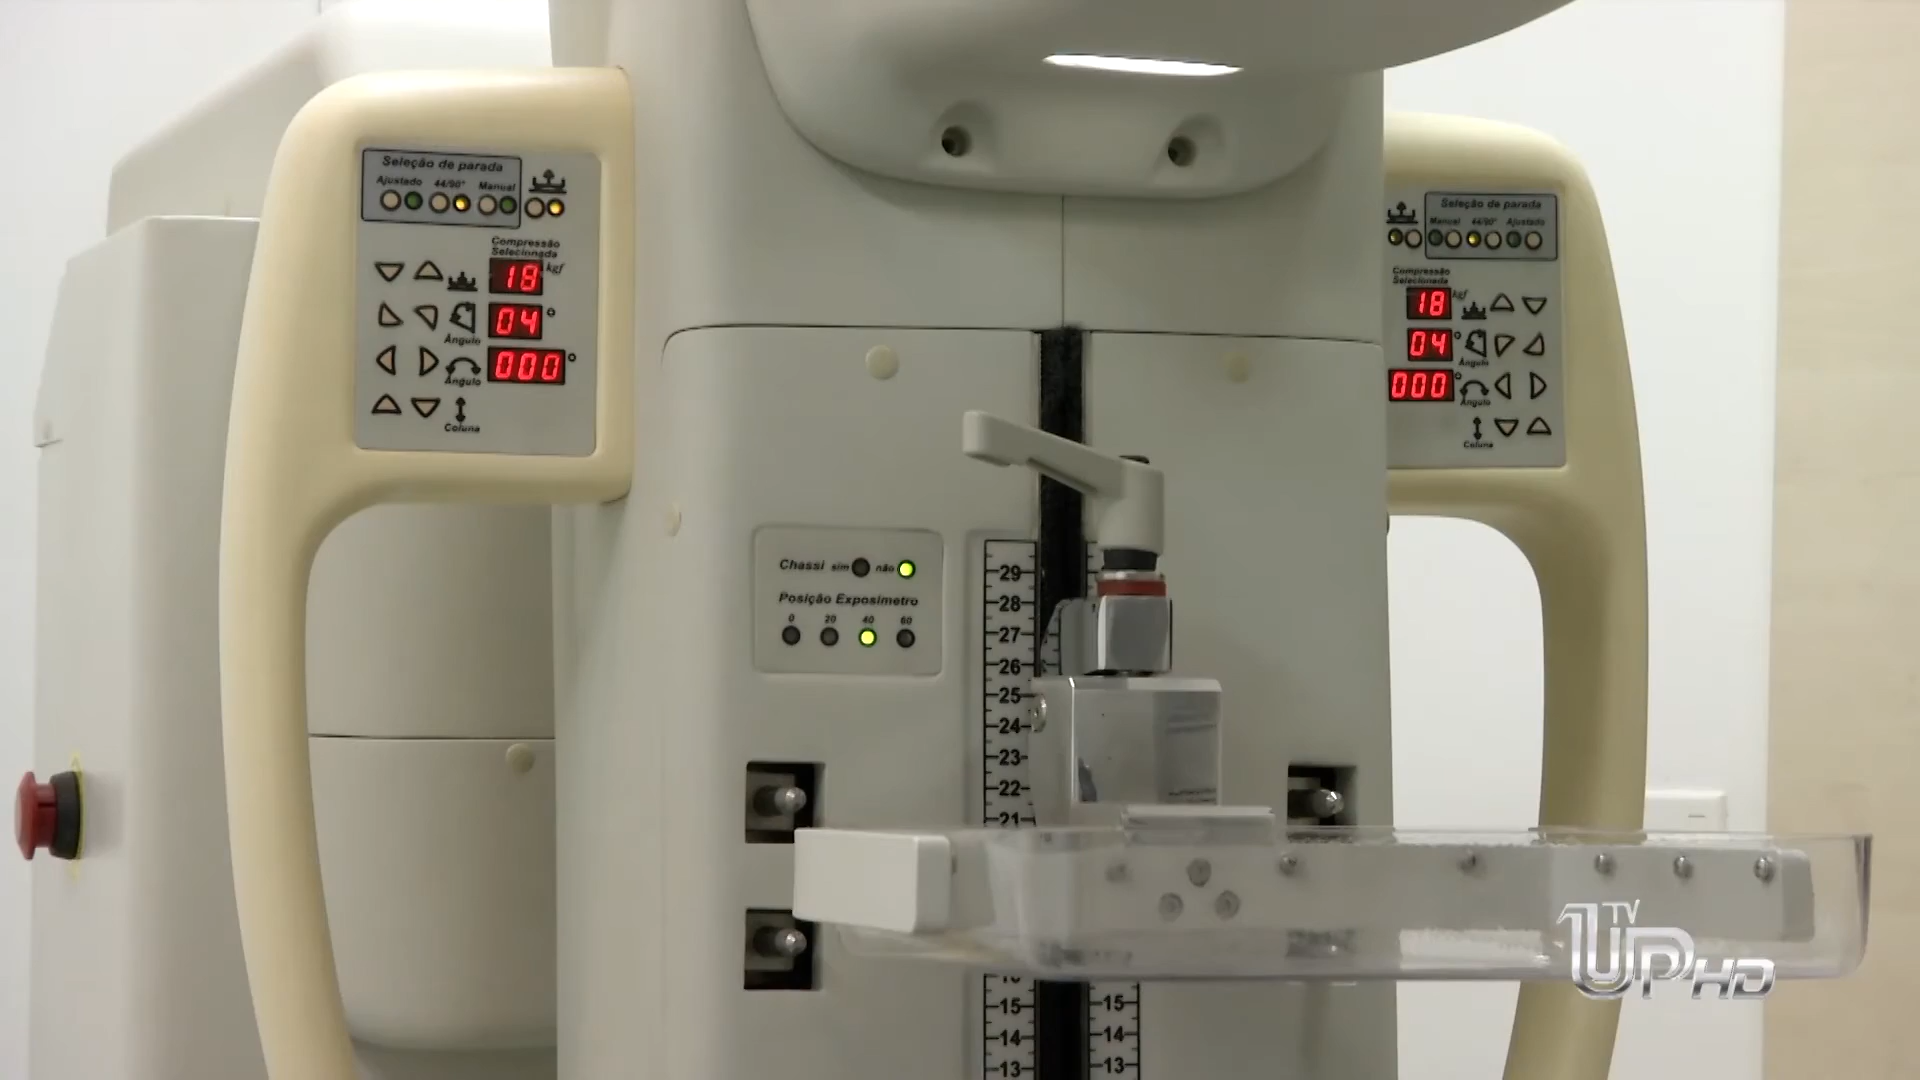 Seleção de parada
Ajustado 44/90° Manual
Compressão
Selecionada
18 kgf
04 °
Ângulo
000 °
Ângulo
Coluna
Seleção de parada
Manual 44/90° Ajustado
Compressão
Selecionada
18 kgf
04 °
Ângulo
000 °
Ângulo
Coluna
Chassi sim não
Posição Exposímetro
0 20 40 60
29
28
27
26
25
24
23
22
21
15 15
14 14
13 13
TV
UP HD